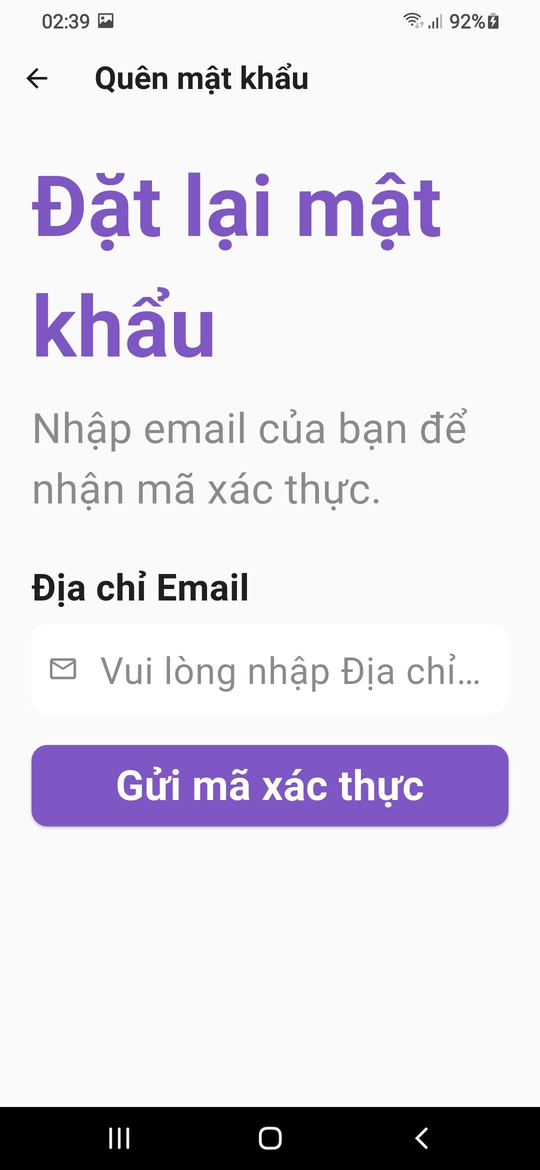 02:39
92%
Quên mật khẩu
Đặt lại mật
khẩu
Nhập email của bạn để
nhận mã xác thực.
Địa chỉ Email
Vui lòng nhập Địa chỉ...
Gửi mã xác thực